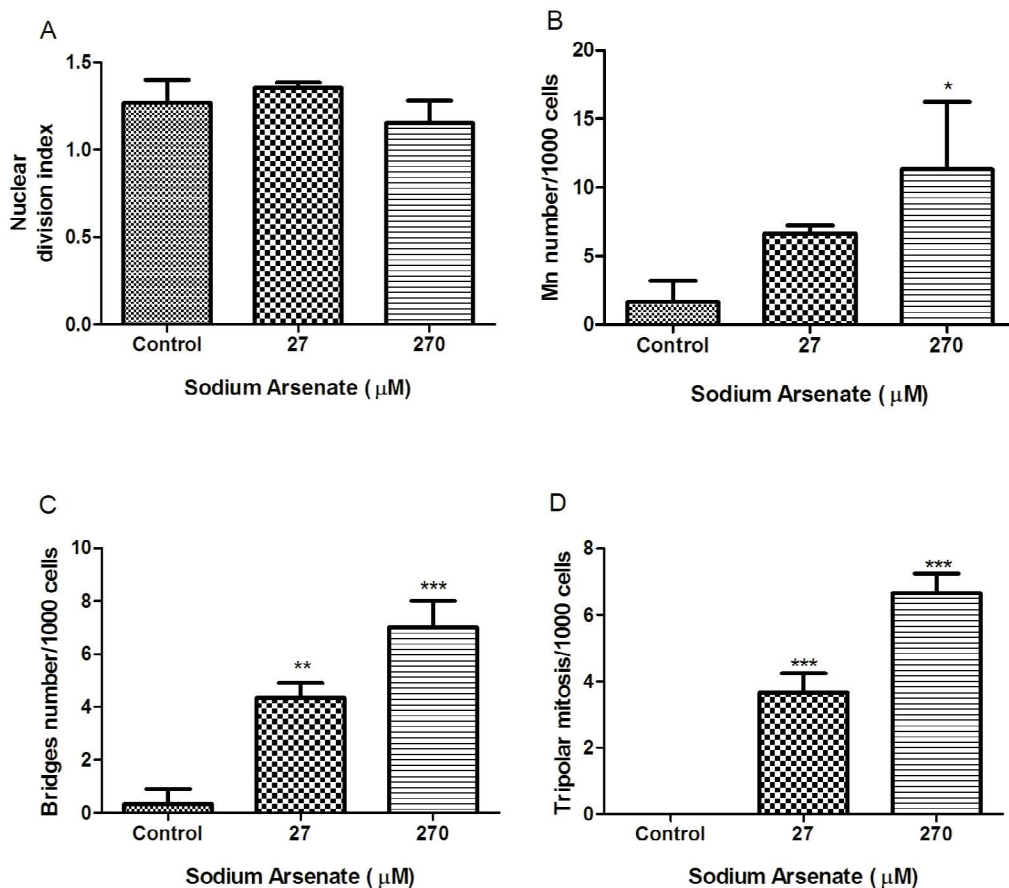 A
Nuclear
division index
1.5
1.0
0.5
0.0
Control 27 270
Sodium Arsenate ( μM)
B
Mn number/1000 cells
20
15
10
5
0
*
Control 27 270
Sodium Arsenate ( μM)
C
Bridges number/1000 cells
10
8
6
4
2
0
**
***
Control 27 270
Sodium Arsenate ( μM)
D
Tripolar mitosis/1000 cells
8
6
4
2
0
***
***
Control 27 270
Sodium Arsenate ( μM)